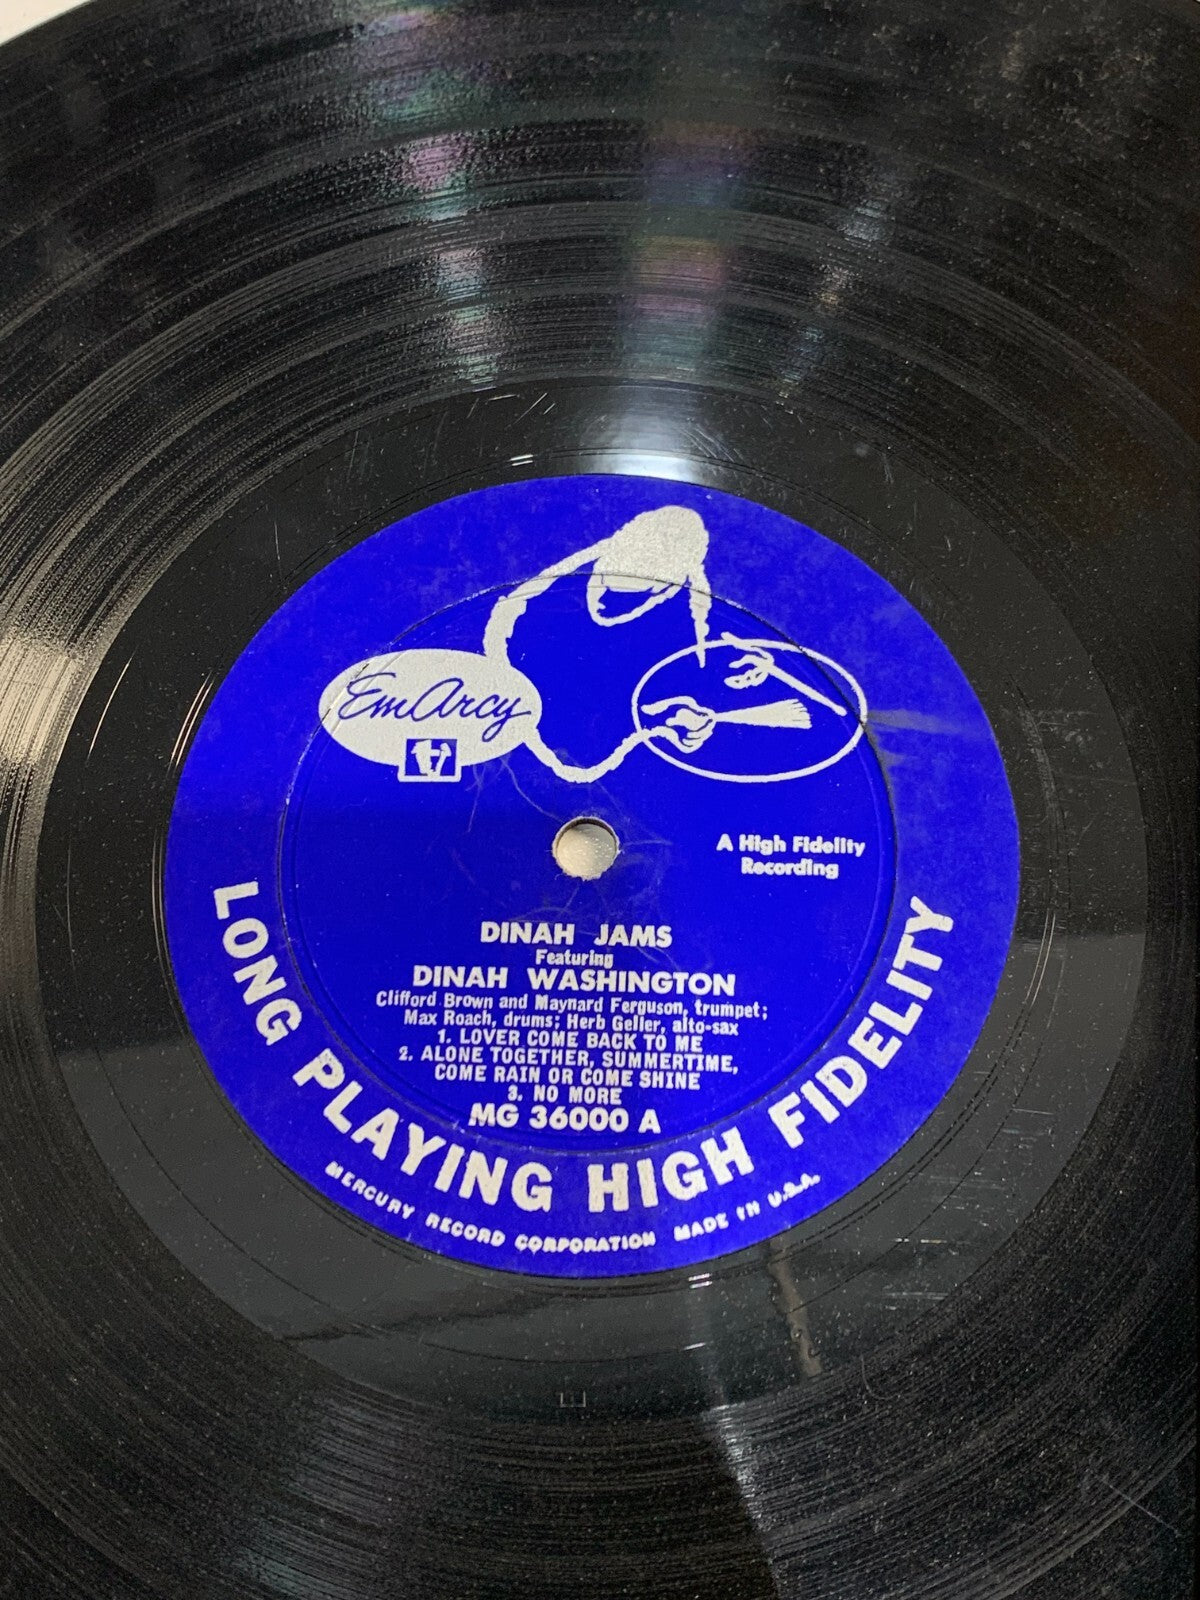 EmArcy
A High Fidelity
Recording
DINAH JAMS
Featuring
DINAH WASHINGTON
Clifford Brown and Maynard Ferguson, trumpet;
Max Roach, drums; Herb Geller, alto-sax
1. LOVER COME BACK TO ME
2. ALONE TOGETHER, SUMMERTIME,
COME RAIN OR COME SHINE
3. NO MORE
MG 36000 A
LONG PLAYING HIGH FIDELITY
MERCURY RECORD CORPORATION MADE IN U.S.A.